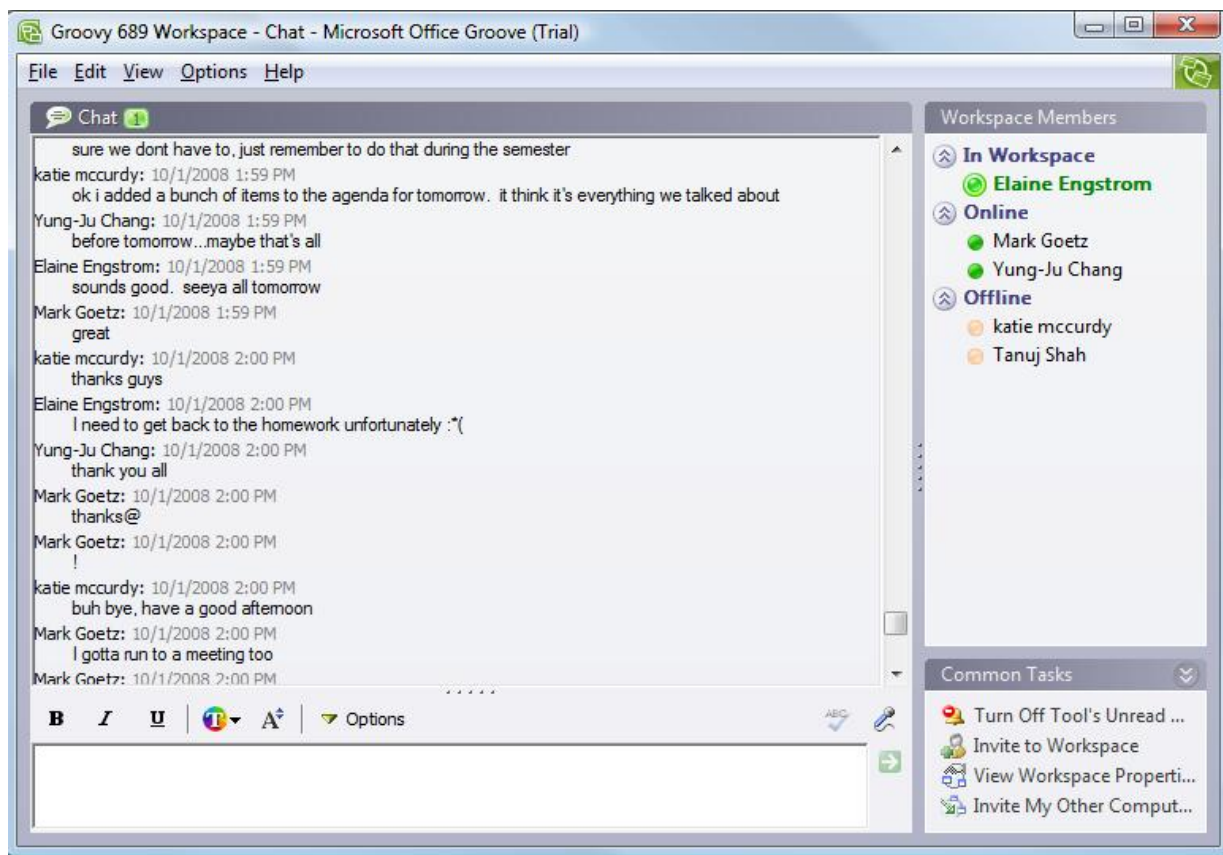 Groovy 689 Workspace - Chat - Microsoft Office Groove (Trial)
File Edit View Options Help
Chat 1
sure we dont have to, just remember to do that during the semester
katie mccurdy: 10/1/2008 1:59 PM
ok i added a bunch of items to the agenda for tomorrow.  it think it's everything we talked about
Yung-Ju Chang: 10/1/2008 1:59 PM
before tomorrow...maybe that's all
Elaine Engstrom: 10/1/2008 1:59 PM
sounds good.  seeya all tomorrow
Mark Goetz: 10/1/2008 1:59 PM
great
katie mccurdy: 10/1/2008 2:00 PM
thanks guys
Elaine Engstrom: 10/1/2008 2:00 PM
I need to get back to the homework unfortunately :*(
Yung-Ju Chang: 10/1/2008 2:00 PM
thank you all
Mark Goetz: 10/1/2008 2:00 PM
thanks@
Mark Goetz: 10/1/2008 2:00 PM
!
katie mccurdy: 10/1/2008 2:00 PM
buh bye, have a good afternoon
Mark Goetz: 10/1/2008 2:00 PM
I gotta run to a meeting too
Mark Goetz: 10/1/2008 2:00 PM
B I U T A Options ABC
Workspace Members
In Workspace
Elaine Engstrom
Online
Mark Goetz
Yung-Ju Chang
Offline
katie mccurdy
Tanuj Shah
Common Tasks
Turn Off Tool's Unread ...
Invite to Workspace
View Workspace Properti...
Invite My Other Comput...